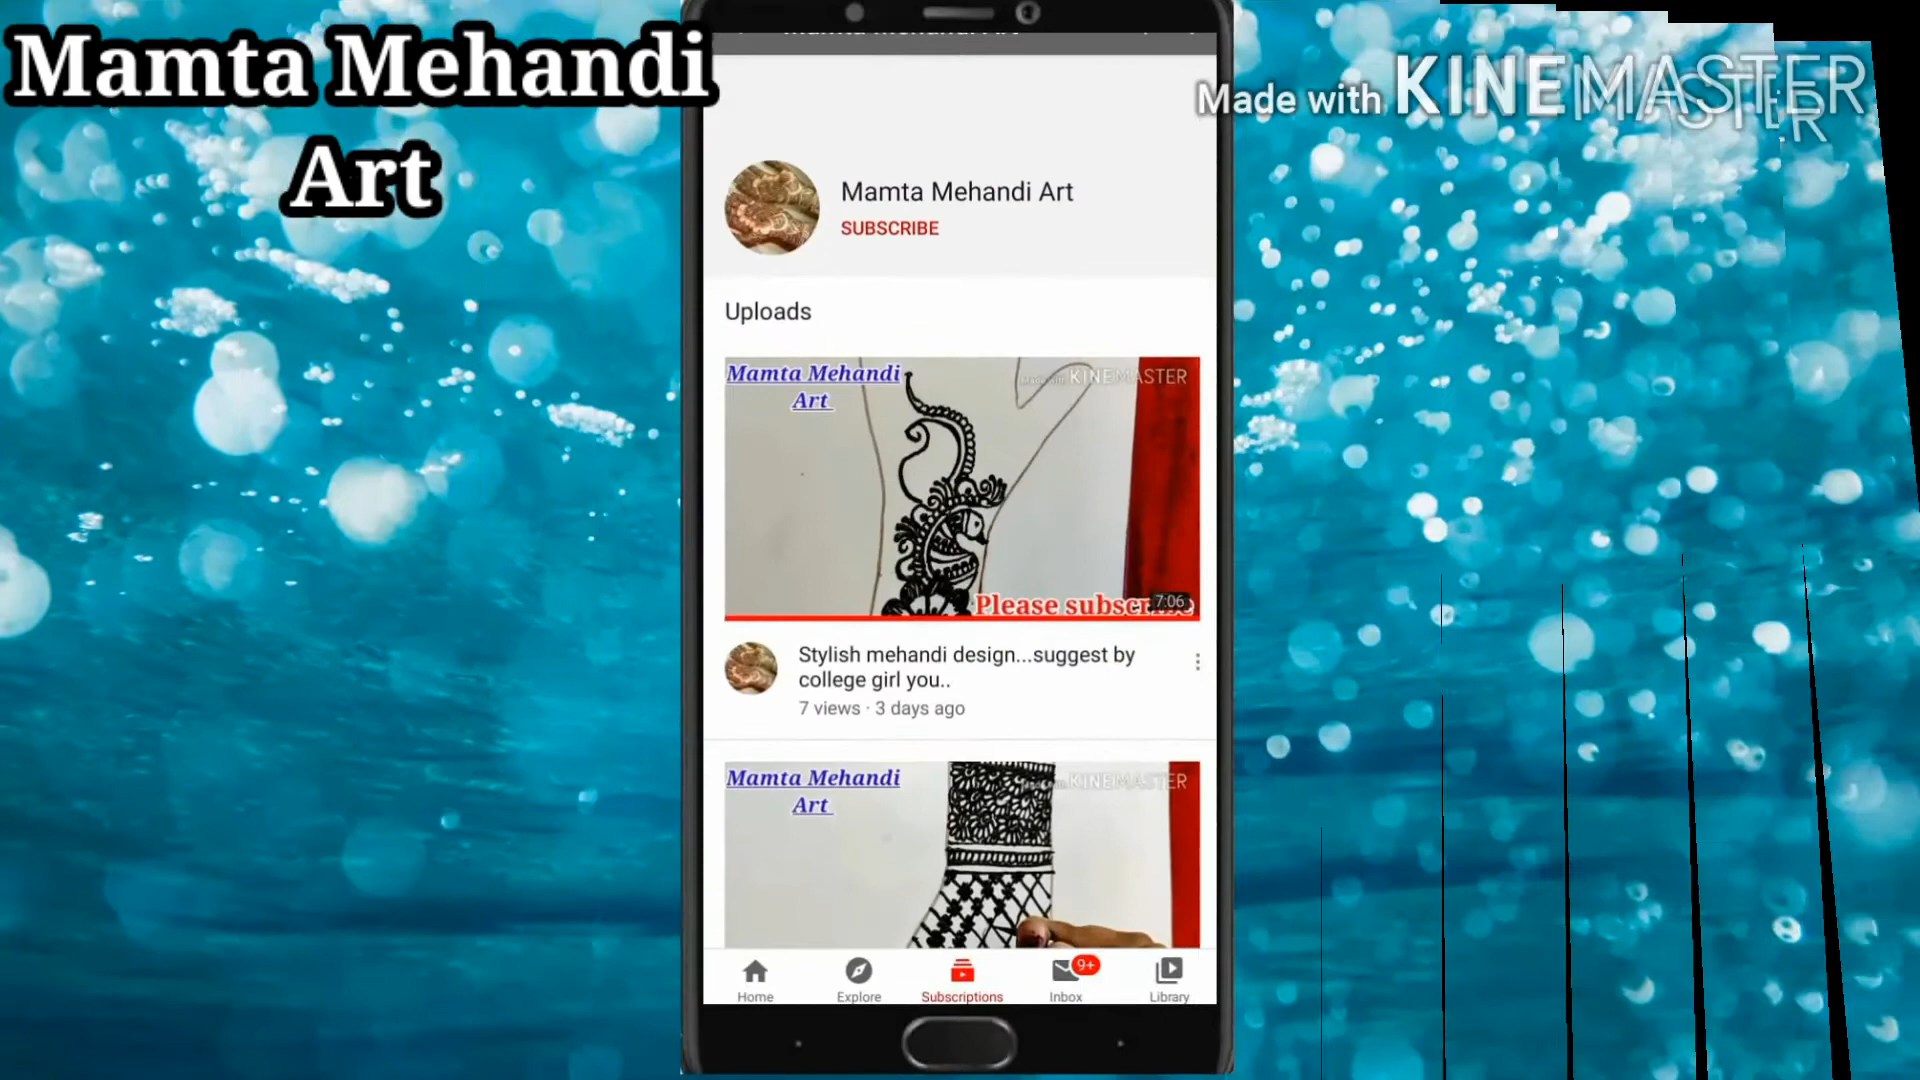 Mamta Mehandi
Art
Made with KINEMASTER
Mamta Mehandi Art
SUBSCRIBE
Uploads
Mamta Mehandi
Art
KINEMASTER
Please subscribe
7:06
Stylish mehandi design...suggest by
college girl you..
7 views · 3 days ago
Mamta Mehandi
Art
KINEMASTER
Home
Explore
Subscriptions
9+
Inbox
Library